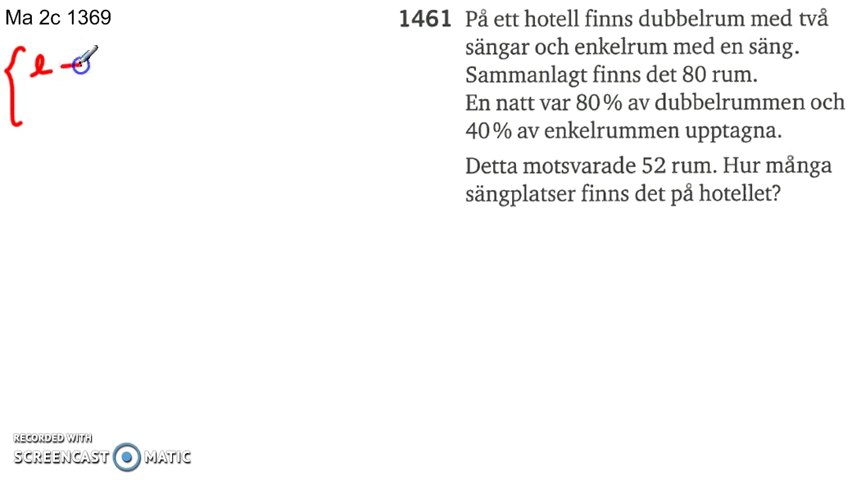 Ma 2c 1369
1461 På ett hotell finns dubbelrum med två
sängar och enkelrum med en säng.
Sammanlagt finns det 80 rum.
En natt var 80 % av dubbelrummen och
40 % av enkelrummen upptagna.
Detta motsvarade 52 rum. Hur många
sängplatser finns det på hotellet?
RECORDED WITH
SCREENCAST MATIC